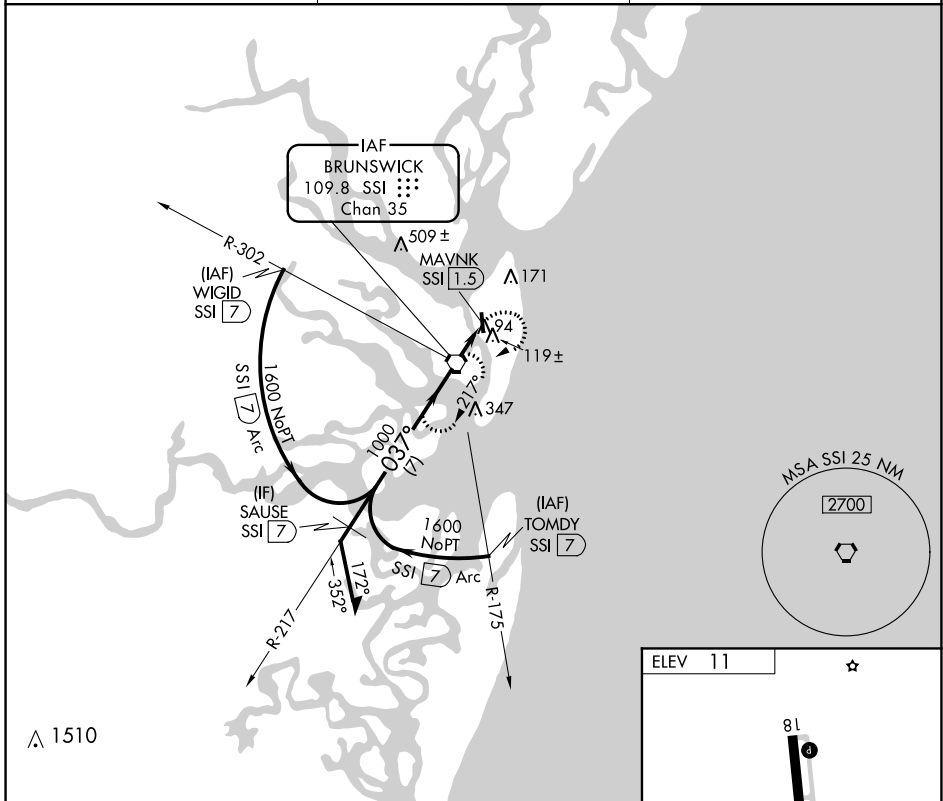 IAF
BRUNSWICK
109.8 SSI
Chan 35
R-302
509 ±
MAVNK
SSI 1.5
171
(IAF)
WIGID
SSI 7
94
119 ±
217°
347
1600 NoPT
SSI 7 Arc
1000
037°
(7)
(IF)
SAUSE
SSI 7
1600
NoPT
SSI 7 Arc
(IAF)
TOMDY
SSI 7
MSA SSI 25 NM
2700
172°
352°
R-217
R-175
1510
ELEV 11
18
P